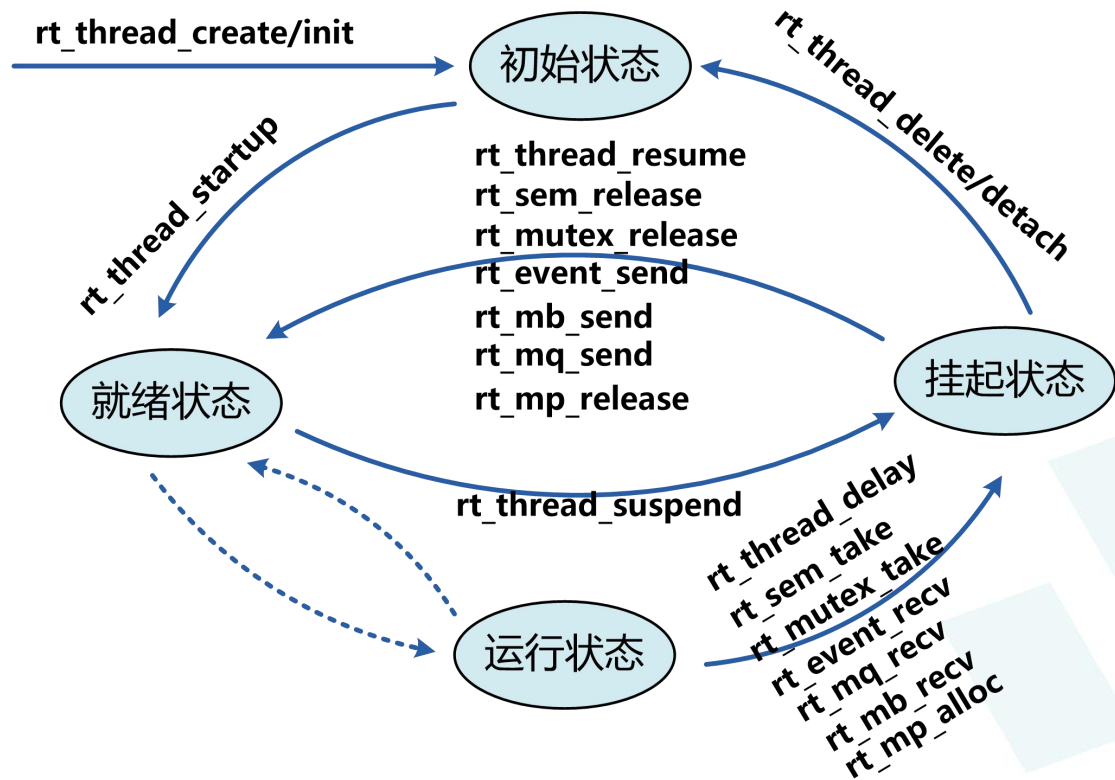 rt_thread_create/init
初始状态
rt_thread_delete/detach
rt_thread_startup
rt_thread_resume
rt_sem_release
rt_mutex_release
rt_event_send
rt_mb_send
rt_mq_send
rt_mp_release
就绪状态
挂起状态
rt_thread_suspend
rt_thread_delay
rt_sem_take
rt_mutex_take
rt_event_recv
rt_mq_recv
rt_mb_recv
rt_mp_alloc
运行状态